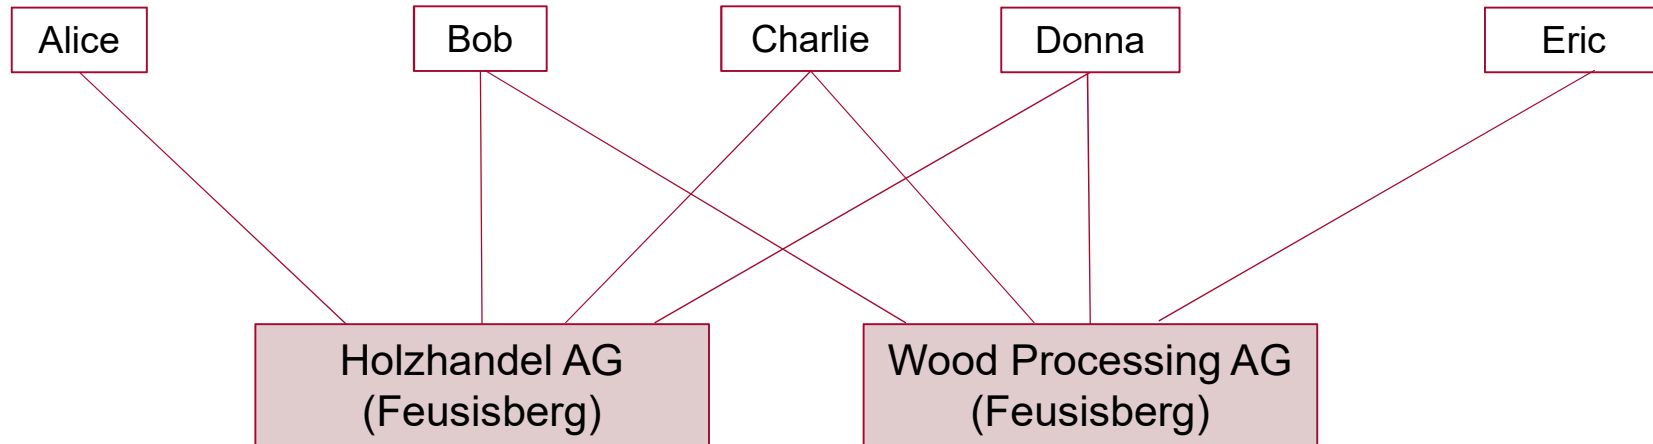 Alice
Bob
Charlie
Donna
Eric
Holzhandel AG
(Feusisberg)
Wood Processing AG
(Feusisberg)